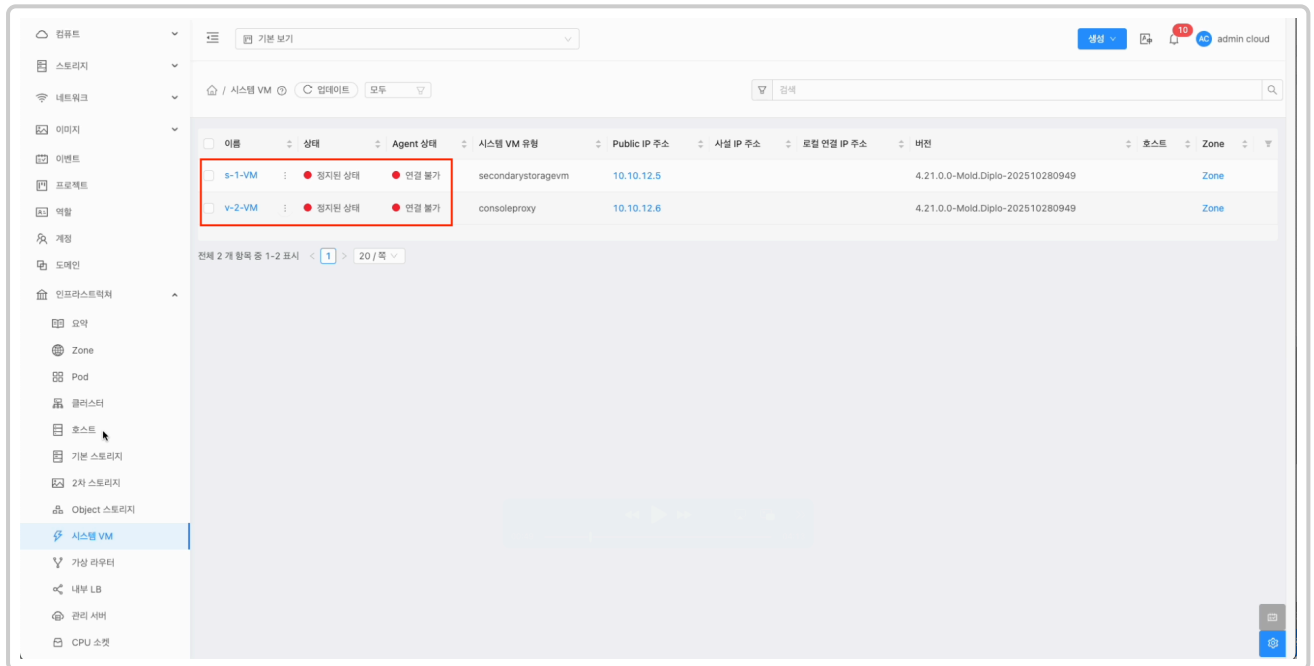 컴퓨트
기본 보기
생성
10
AC
admin cloud
스토리지
네트워크
/ 시스템 VM
업데이트
모두
검색
이미지
이벤트
프로젝트
역할
계정
도메인
인프라스트럭쳐
요약
Zone
Pod
클러스터
호스트
기본 스토리지
2차 스토리지
Object 스토리지
시스템 VM
가상 라우터
내부 LB
관리 서버
CPU 소켓
이름 상태 Agent 상태 시스템 VM 유형 Public IP 주소 사설 IP 주소 로컬 연결 IP 주소 버전 호스트 Zone
s-1-VM 정지된 상태 연결 불가 secondarystoragevm 10.10.12.5 4.21.0.0-Mold.Diplo-202510280949 Zone
v-2-VM 정지된 상태 연결 불가 consoleproxy 10.10.12.6 4.21.0.0-Mold.Diplo-202510280949 Zone
전체 2 개 항목 중 1-2 표시 < 1 > 20 / 쪽